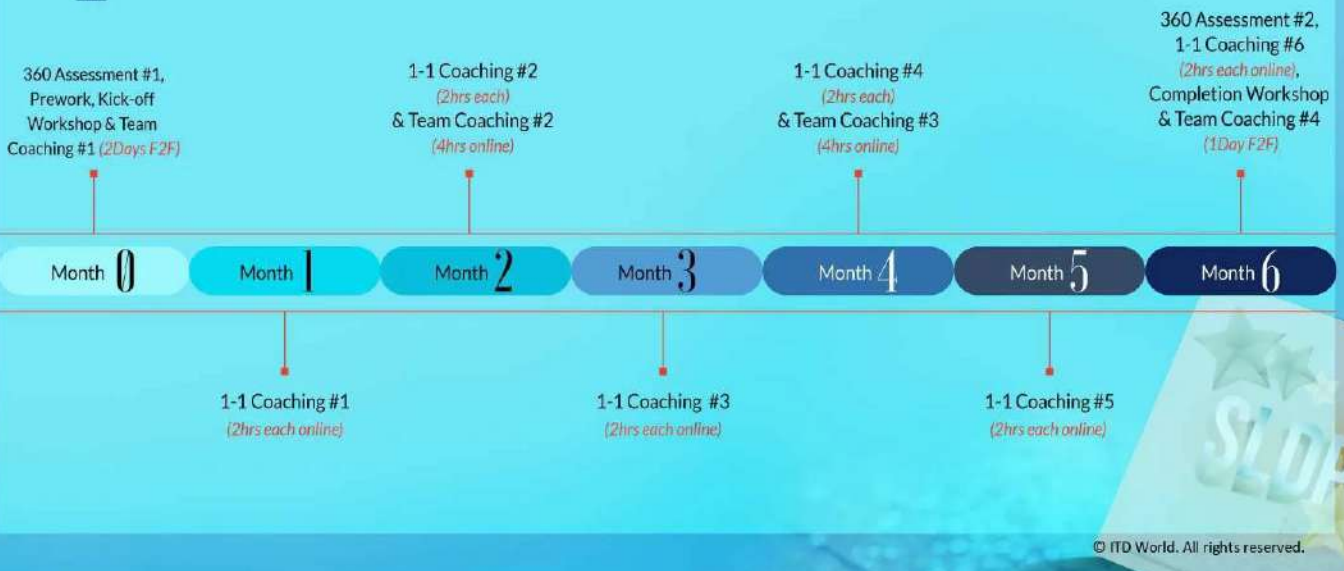 360 Assessment #1,
Prework, Kick-off
Workshop & Team
Coaching #1 (2Days F2F)
1-1 Coaching #2
(2hrs each)
& Team Coaching #2
(4hrs online)
1-1 Coaching #4
(2hrs each)
& Team Coaching #3
(4hrs online)
360 Assessment #2,
1-1 Coaching #6
(2hrs each online),
Completion Workshop
& Team Coaching #4
(1Day F2F)
Month 0
Month 1
Month 2
Month 3
Month 4
Month 5
Month 6
1-1 Coaching #1
(2hrs each online)
1-1 Coaching #3
(2hrs each online)
1-1 Coaching #5
(2hrs each online)
© ITD World. All rights reserved.